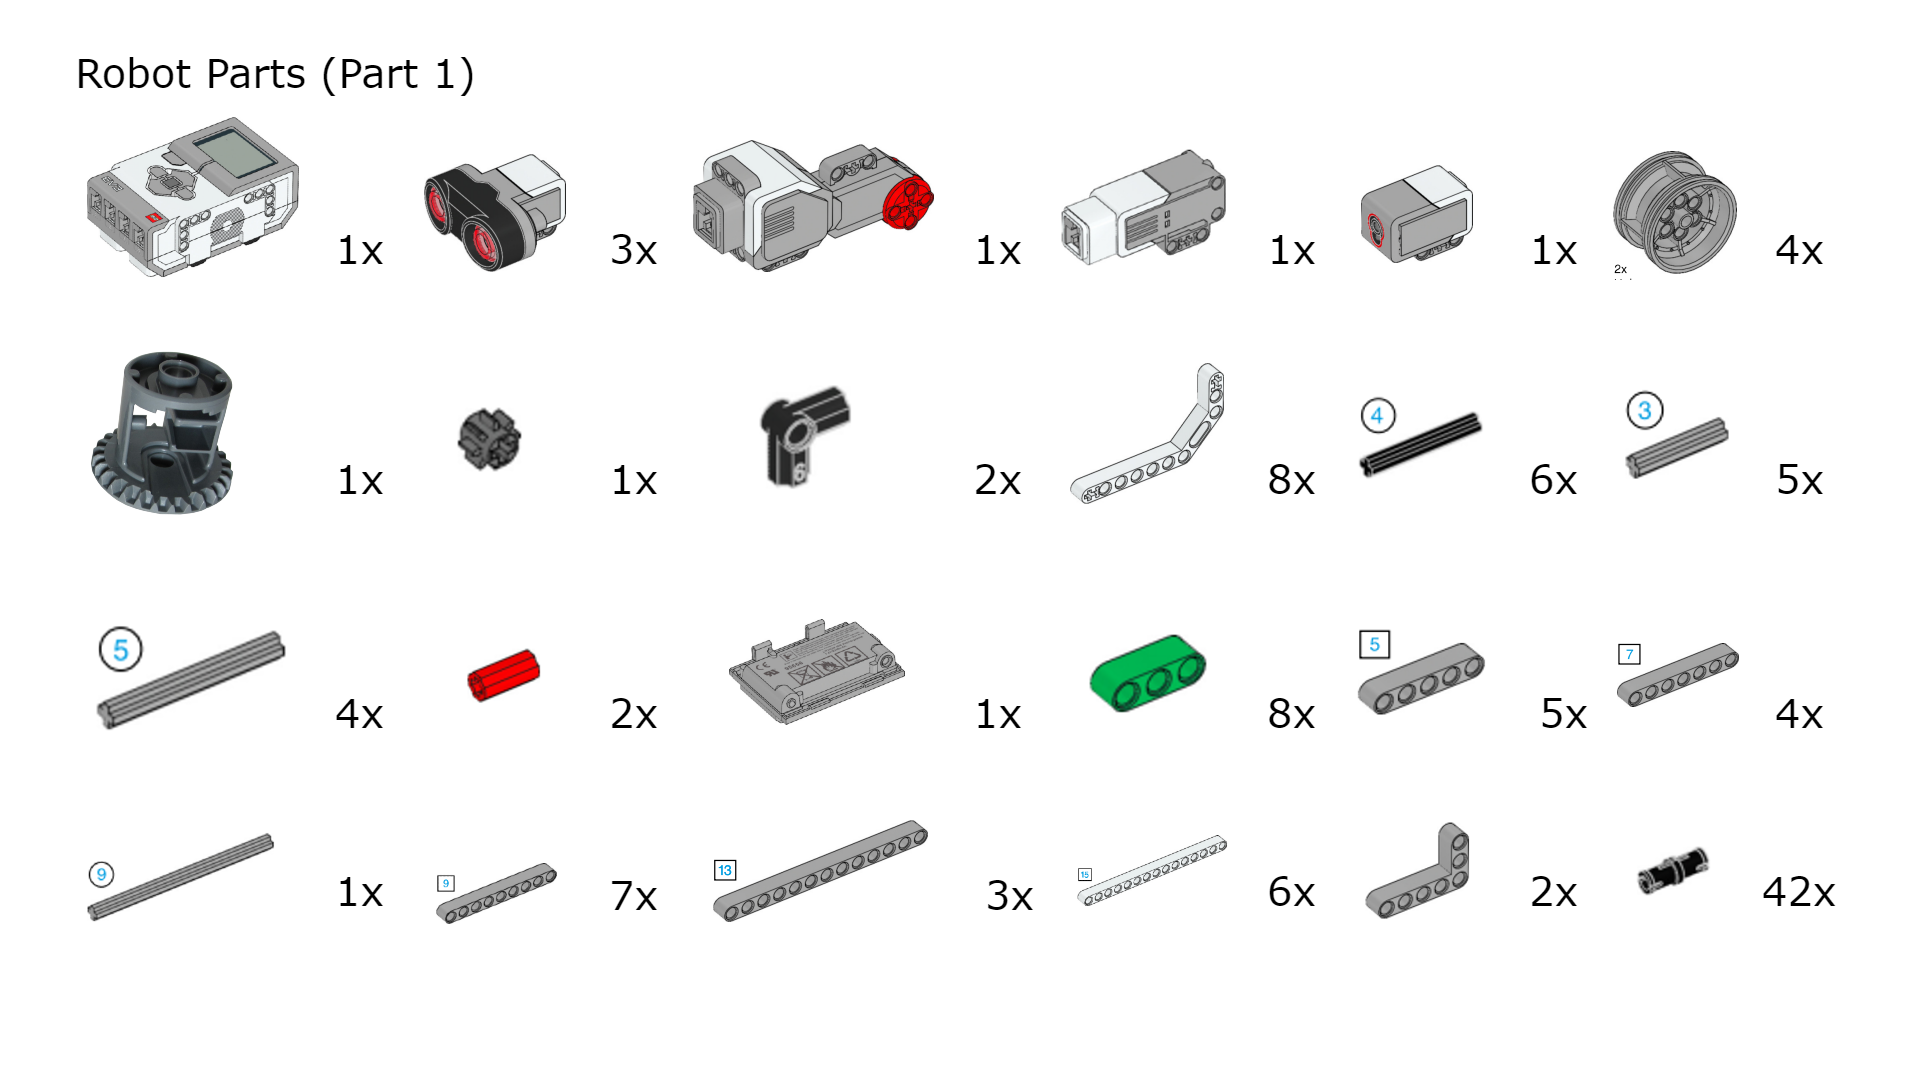 Robot Parts (Part 1)
1x 3x 1x 1x 1x 4x
2x
4 3
6
1x 1x 2x 8x 6x 5x
5 5 7
4x 2x 1x 8x 5x 4x
9 9 13 15
1x 7x 3x 6x 2x 42x